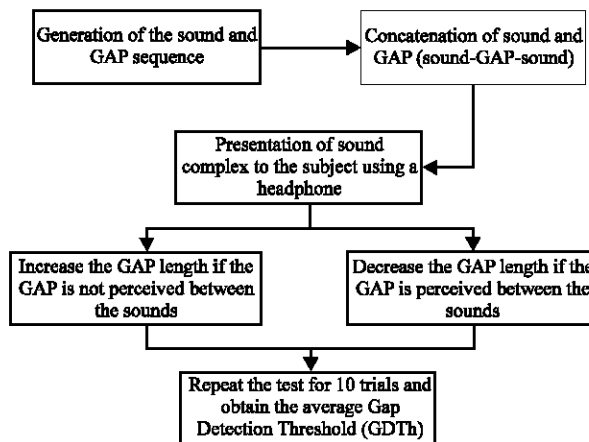 Generation of the sound and
GAP sequence
Concatenation of sound and
GAP (sound-GAP-sound)
Presentation of sound
complex to the subject using a
headphone
Increase the GAP length if the
GAP is not perceived between
the sounds
Decrease the GAP length if the
GAP is perceived between the
sounds
Repeat the test for 10 trials and
obtain the average Gap
Detection Threshold (GDTh)